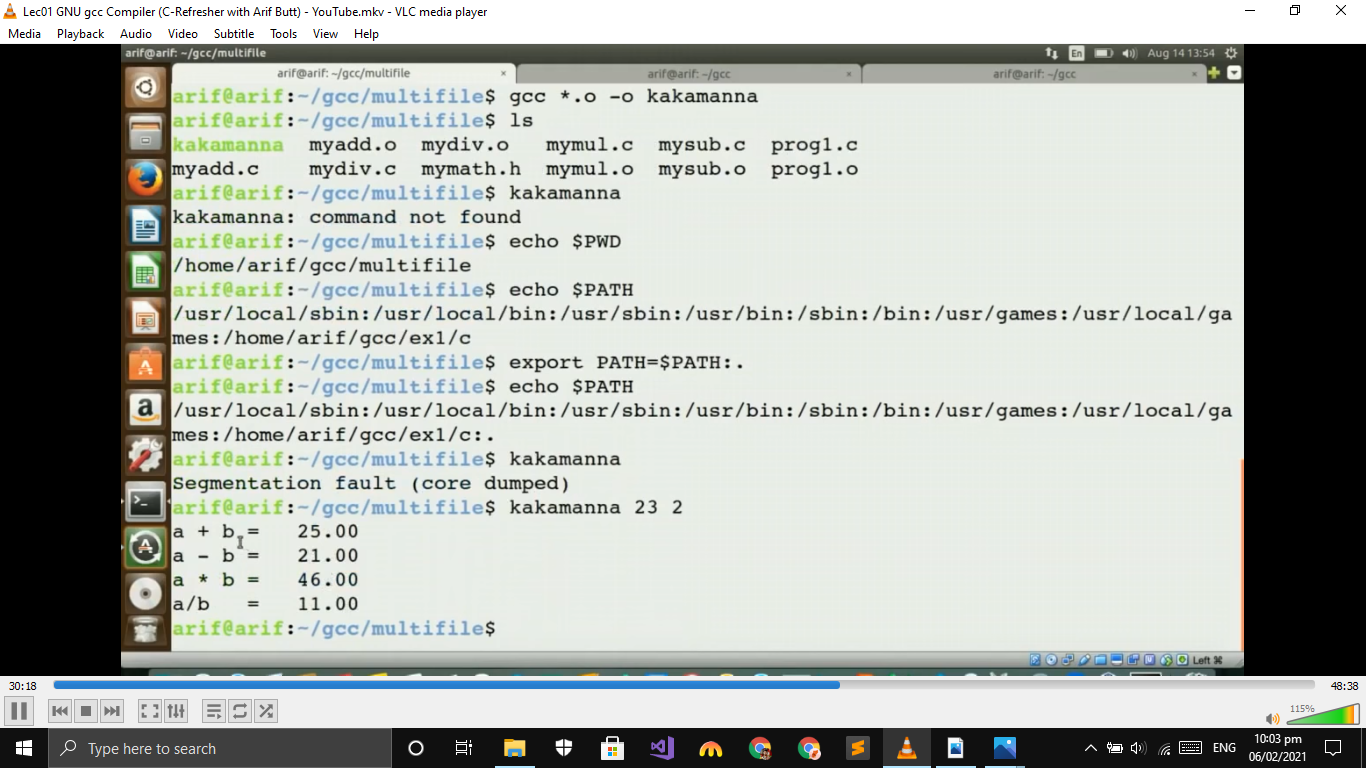 Lec01 GNU gcc Compiler (C-Refresher with Arif Butt) - YouTube.mkv - VLC media player
Media Playback Audio Video Subtitle Tools View Help
arif@arif: ~/gcc/multifile
En
Aug 14 13:54
arif@arif: ~/gcc/multifile × arif@arif: ~/gcc × arif@arif: ~/gcc ×
arif@arif:~/gcc/multifile$ gcc *.o -o kakamanna
arif@arif:~/gcc/multifile$ ls
kakamanna myadd.o mydiv.o mymul.c mysub.c prog1.c
myadd.c mydiv.c mymath.h mymul.o mysub.o prog1.o
arif@arif:~/gcc/multifile$ kakamanna
kakamanna: command not found
arif@arif:~/gcc/multifile$ echo $PWD
/home/arif/gcc/multifile
arif@arif:~/gcc/multifile$ echo $PATH
/usr/local/sbin:/usr/local/bin:/usr/sbin:/usr/bin:/sbin:/bin:/usr/games:/usr/local/ga
mes:/home/arif/gcc/ex1/c
arif@arif:~/gcc/multifile$ export PATH=$PATH:.
arif@arif:~/gcc/multifile$ echo $PATH
/usr/local/sbin:/usr/local/bin:/usr/sbin:/usr/bin:/sbin:/bin:/usr/games:/usr/local/ga
mes:/home/arif/gcc/ex1/c:.
arif@arif:~/gcc/multifile$ kakamanna
Segmentation fault (core dumped)
arif@arif:~/gcc/multifile$ kakamanna 23 2
a + b = 25.00
a - b = 21.00
a * b = 46.00
a/b = 11.00
arif@arif:~/gcc/multifile$
Left ⌘
30:18
48:38
115%
Type here to search
ENG
10:03 pm
06/02/2021